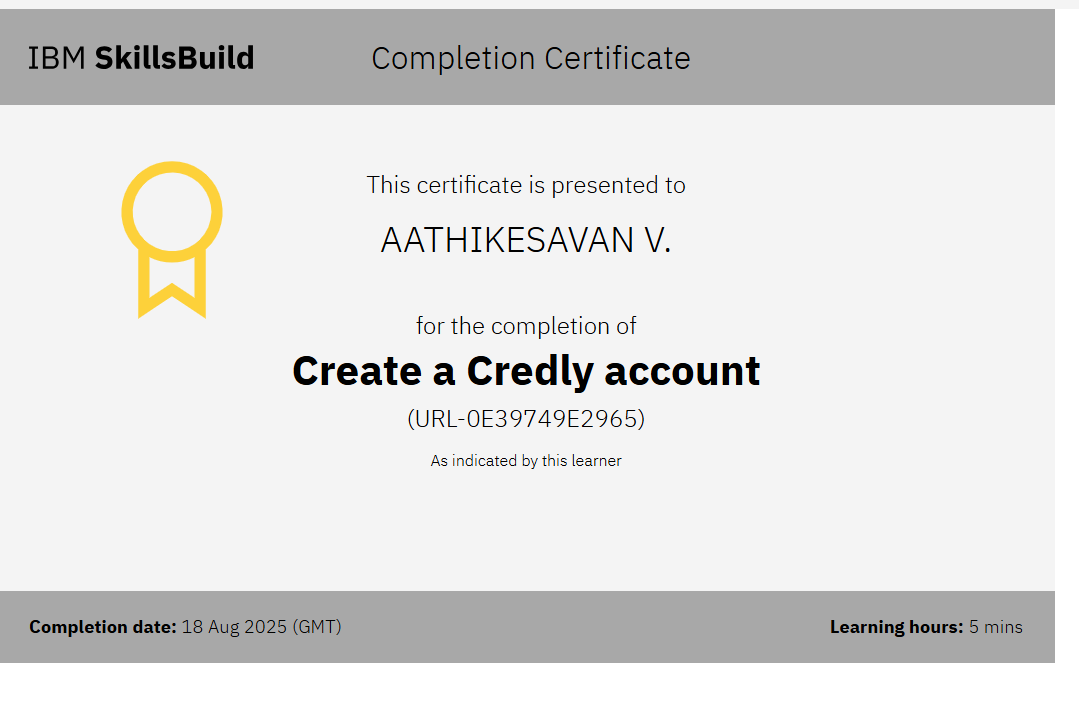 IBM SkillsBuild
Completion Certificate
This certificate is presented to
AATHIKESAVAN V.
for the completion of
Create a Credly account
(URL-0E39749E2965)
As indicated by this learner
Completion date: 18 Aug 2025 (GMT)
Learning hours: 5 mins